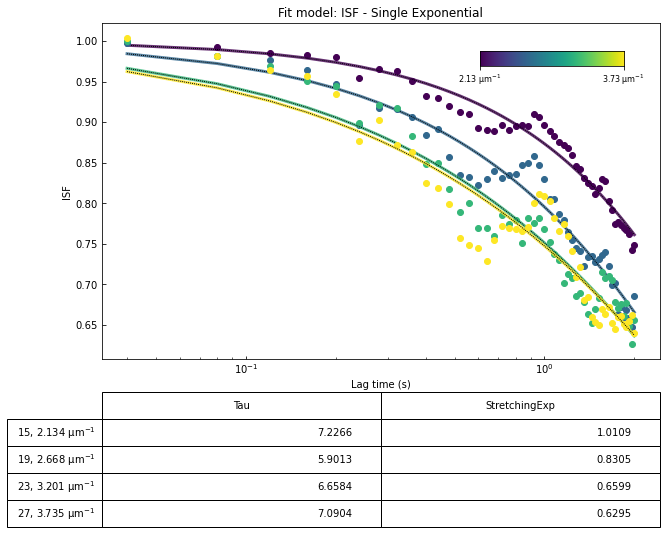 Fit model: ISF - Single Exponential
1.00
0.95
0.90
0.85
0.80
0.75
0.70
0.65
ISF
2.13 μm⁻¹ 3.73 μm⁻¹
10⁻¹ 10⁰
Lag time (s)
Tau StretchingExp
15, 2.134 μm⁻¹ 7.2266 1.0109
19, 2.668 μm⁻¹ 5.9013 0.8305
23, 3.201 μm⁻¹ 6.6584 0.6599
27, 3.735 μm⁻¹ 7.0904 0.6295